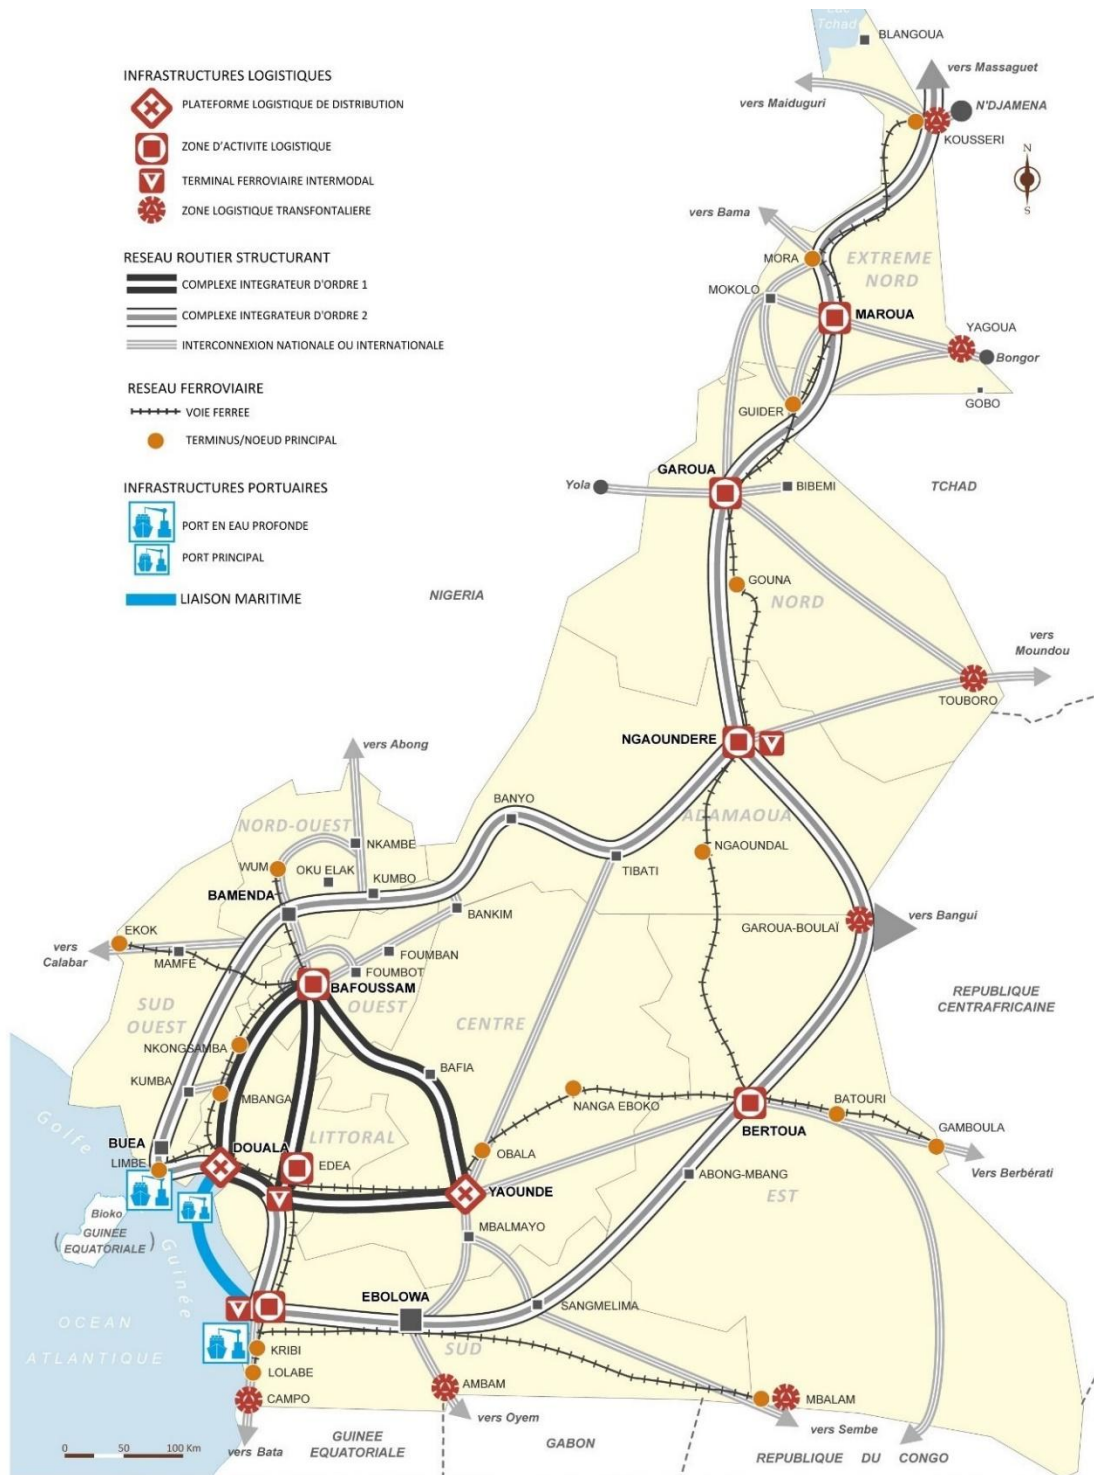 Lac
Tchad
BLANGOUA
INFRASTRUCTURES LOGISTIQUES
PLATEFORME LOGISTIQUE DE DISTRIBUTION
ZONE D'ACTIVITE LOGISTIQUE
TERMINAL FERROVIAIRE INTERMODAL
ZONE LOGISTIQUE TRANSFONTALIERE
RESEAU ROUTIER STRUCTURANT
COMPLEXE INTEGRATEUR D'ORDRE 1
COMPLEXE INTEGRATEUR D'ORDRE 2
INTERCONNEXION NATIONALE OU INTERNATIONALE
RESEAU FERROVIAIRE
VOIE FERREE
TERMINUS/NOEUD PRINCIPAL
INFRASTRUCTURES PORTUAIRES
PORT EN EAU PROFONDE
PORT PRINCIPAL
LIAISON MARITIME
vers Massaguet
vers Maiduguri
N'DJAMENA
KOUSSERI
N
S
vers Bama
MORA
EXTREME
NORD
MOKOLO
MAROUA
YAGOUA
Bongor
GOBO
GUIDER
GAROUA
Yola
BIBEMI
TCHAD
GOUNA
NIGERIA
NORD
vers
Moundou
TOUBORO
NGAOUNDERE
vers Abong
BANYO
ADAMAOUA
NORD-OUEST
NKAMBE
NGAOUNDAL
TIBATI
WUM
OKU ELAK
KUMBO
BAMENDA
BANKIM
GAROUA-BOULAÏ
vers Bangui
EKOK
vers
Calabar
MAMFE
FOUMBAN
FOUMBOT
BAFOUSSAM
OUEST
SUD
OUEST
CENTRE
REPUBLIQUE
CENTRAFRICAINE
NKONGSAMBA
BAFIA
KUMBA
MBANGA
NANGA EBOKO
BATOURI
BERTOUA
GAMBOULA
Vers Berbérati
Golfe
BUEA
DOUALA
LITTORAL
LIMBE
EDEA
OBALA
YAOUNDE
ABONG-MBANG
EST
Bioko
GUINEE
EQUATORIALE
Guinée
MBALMAYO
EBOLOWA
SANGMELIMA
OCEAN
ATLANTIQUE
KRIBI
SUD
LOLABE
CAMPO
AMBAM
MBALAM
vers Oyem
vers Sembe
0 50 100 Km
vers Bata
GUINEE
EQUATORIALE
GABON
REPUBLIQUE DU CONGO